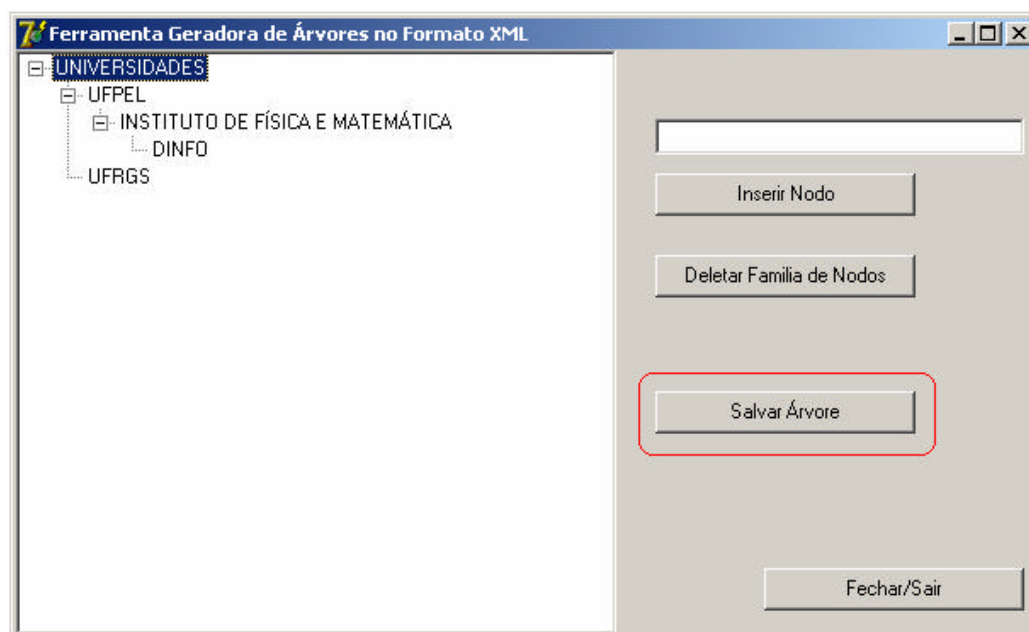 Ferramenta Geradora de Árvores no Formato XML
UNIVERSIDADES
UFPEL
INSTITUTO DE FÍSICA E MATEMÁTICA
DINFO
UFRGS
Inserir Nodo
Deletar Familia de Nodos
Salvar Árvore
Fechar/Sair